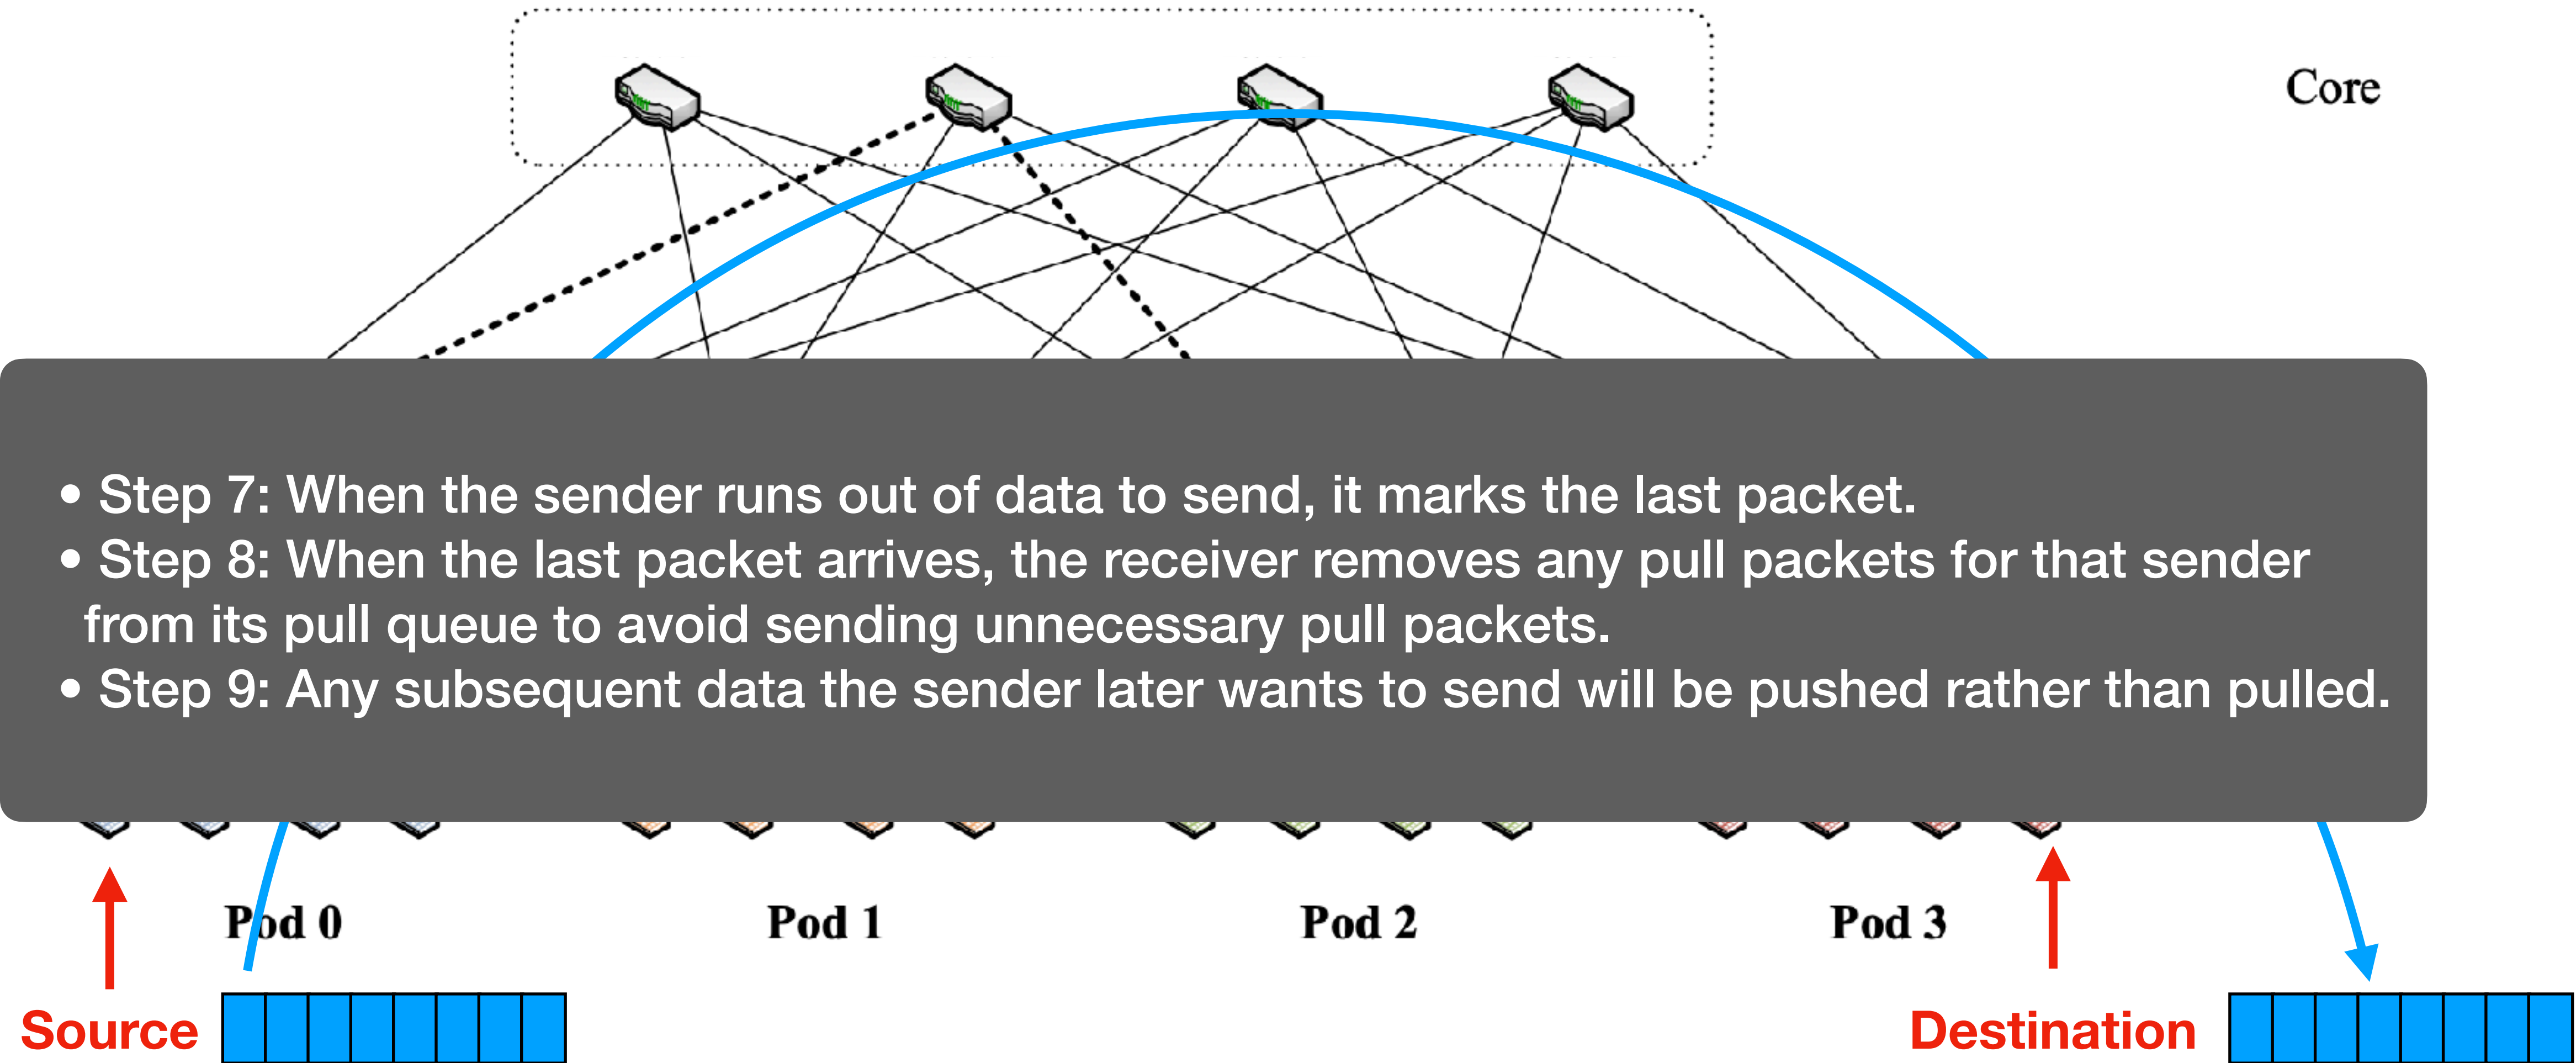 Core
• Step 7: When the sender runs out of data to send, it marks the last packet.
• Step 8: When the last packet arrives, the receiver removes any pull packets for that sender
from its pull queue to avoid sending unnecessary pull packets.
• Step 9: Any subsequent data the sender later wants to send will be pushed rather than pulled.
Pod 0 Pod 1 Pod 2 Pod 3
Source Destination